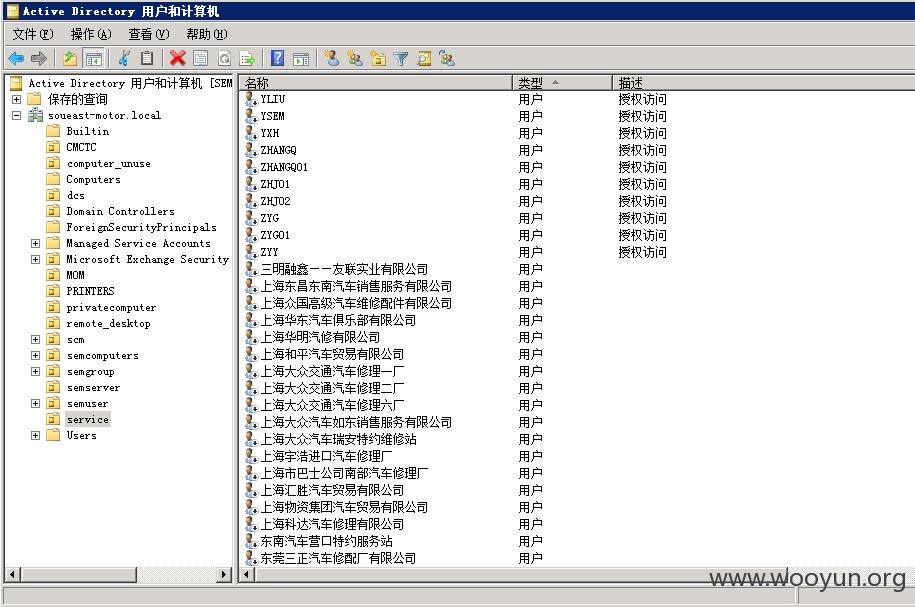 Active Directory 用户和计算机
文件(F) 操作(A) 查看(V) 帮助(H)
Active Directory 用户和计算机 [SEM
保存的查询
soueast-motor.local
Builtin
CMCTC
computer_unuse
Computers
dcs
Domain Controllers
ForeignSecurityPrincipals
Managed Service Accounts
Microsoft Exchange Security
MOM
PRINTERS
privatecomputer
remote_desktop
scm
semcomputers
semgroup
semserver
semuser
service
Users
名称 类型 描述
YLIU 用户 授权访问
YSEM 用户 授权访问
YXH 用户 授权访问
ZHANGQ 用户 授权访问
ZHANGQ01 用户 授权访问
ZHJ01 用户 授权访问
ZHJ02 用户 授权访问
ZYG 用户 授权访问
ZYG01 用户 授权访问
ZYY 用户 授权访问
三明融鑫——友联实业有限公司 用户
上海东昌东南汽车销售服务有限公司 用户
上海众国高级汽车维修配件有限公司 用户
上海华东汽车俱乐部有限公司 用户
上海华明汽修有限公司 用户
上海和平汽车贸易有限公司 用户
上海大众交通汽车修理一厂 用户
上海大众交通汽车修理二厂 用户
上海大众交通汽车修理六厂 用户
上海大众汽车如东销售服务有限公司 用户
上海大众汽车瑞安特约维修站 用户
上海宇浩进口汽车修理厂 用户
上海市巴士公司南部汽车修理厂 用户
上海汇胜汽车贸易有限公司 用户
上海物资集团汽车贸易有限公司 用户
上海科达汽车修理有限公司 用户
东南汽车营口特约服务站 用户
东莞三正汽车修配厂有限公司 用户
www.wooyun.org